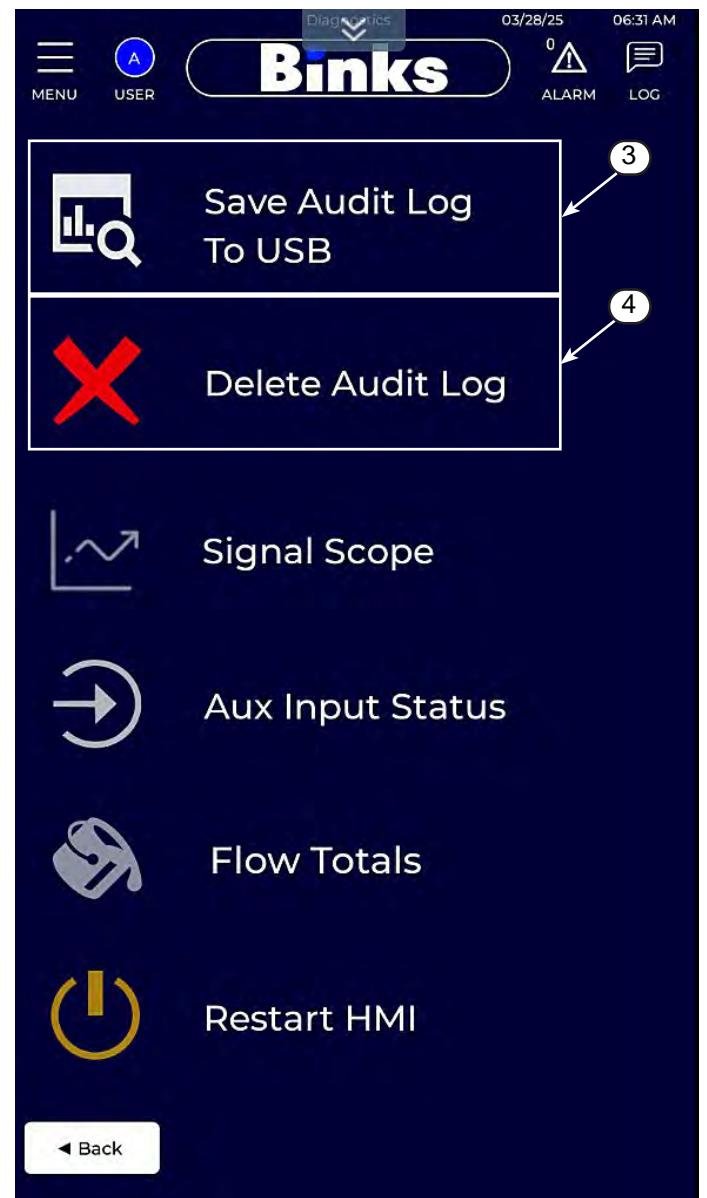 Diagnostics 03/28/25 06:31 AM
A Binks 0
MENU USER ALARM LOG
3
Save Audit Log
To USB
4
Delete Audit Log
Signal Scope
Aux Input Status
Flow Totals
Restart HMI
◄ Back